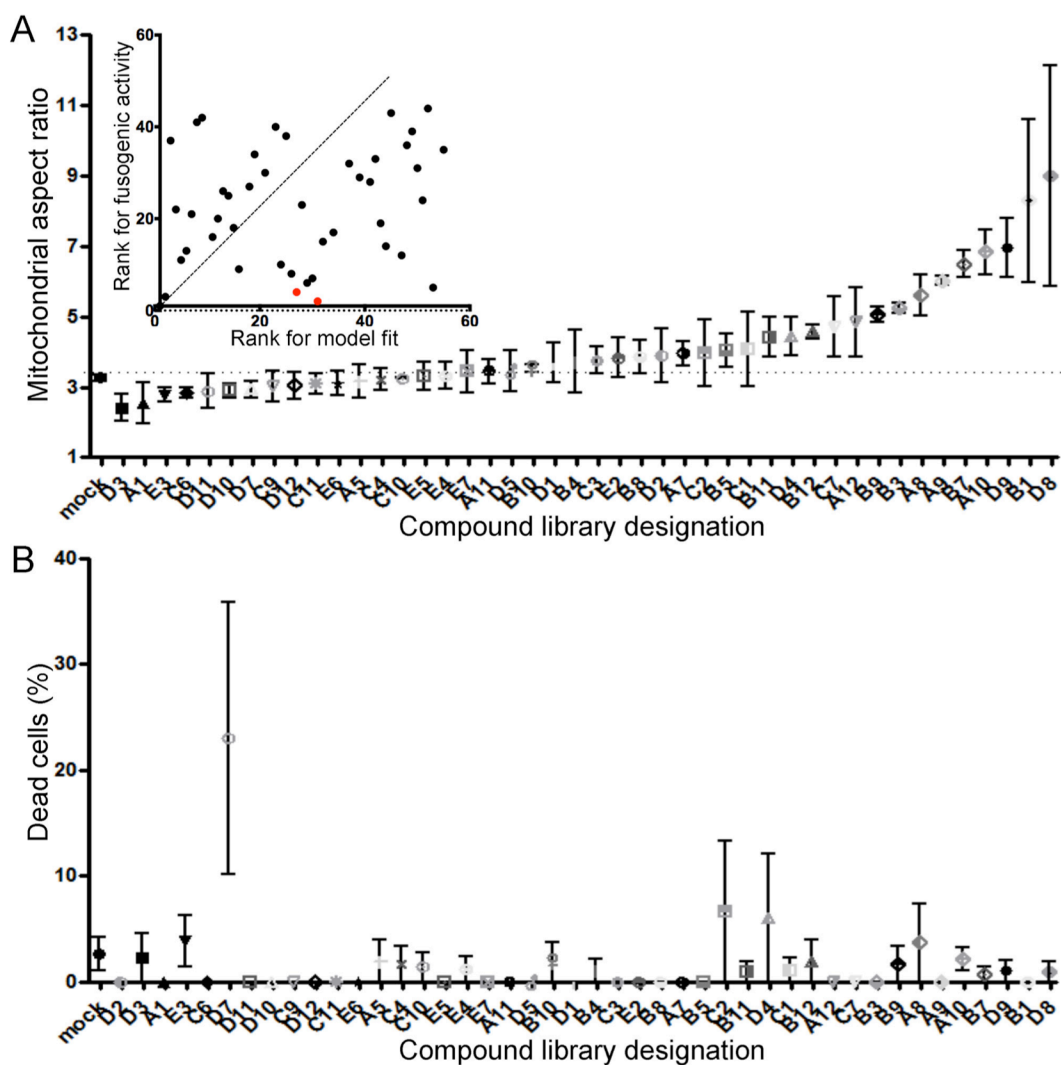 A
Mitochondrial aspect ratio
13
11
9
7
5
3
1
Rank for fusogenic activity
60
40
20
0
0 20 40 60
Rank for model fit
mock D3 A1 E3 C6 D11 D10 D7 C9 D12 C11 E6 A5 C4 C10 E5 E4 E7 A11 D5 B10 D1 B4 C3 E2 B8 D2 A7 C2 B5 C1 B11 D4 B12 C7 A12 B9 B3 A8 A9 B7 A10 D9 B1 D8
Compound library designation
B
Dead cells (%)
40
30
20
10
0
mock D2 D3 A1 E3 C6 D7 D11 D10 C9 D12 C11 E6 A5 C4 C10 E5 E4 E7 A11 D5 B10 D1 B4 C3 E2 B8 A7 B5 C2 B11 D4 C1 B12 A12 C7 B3 B9 A8 A9 A10 B7 D9 B1 D8
Compound library designation